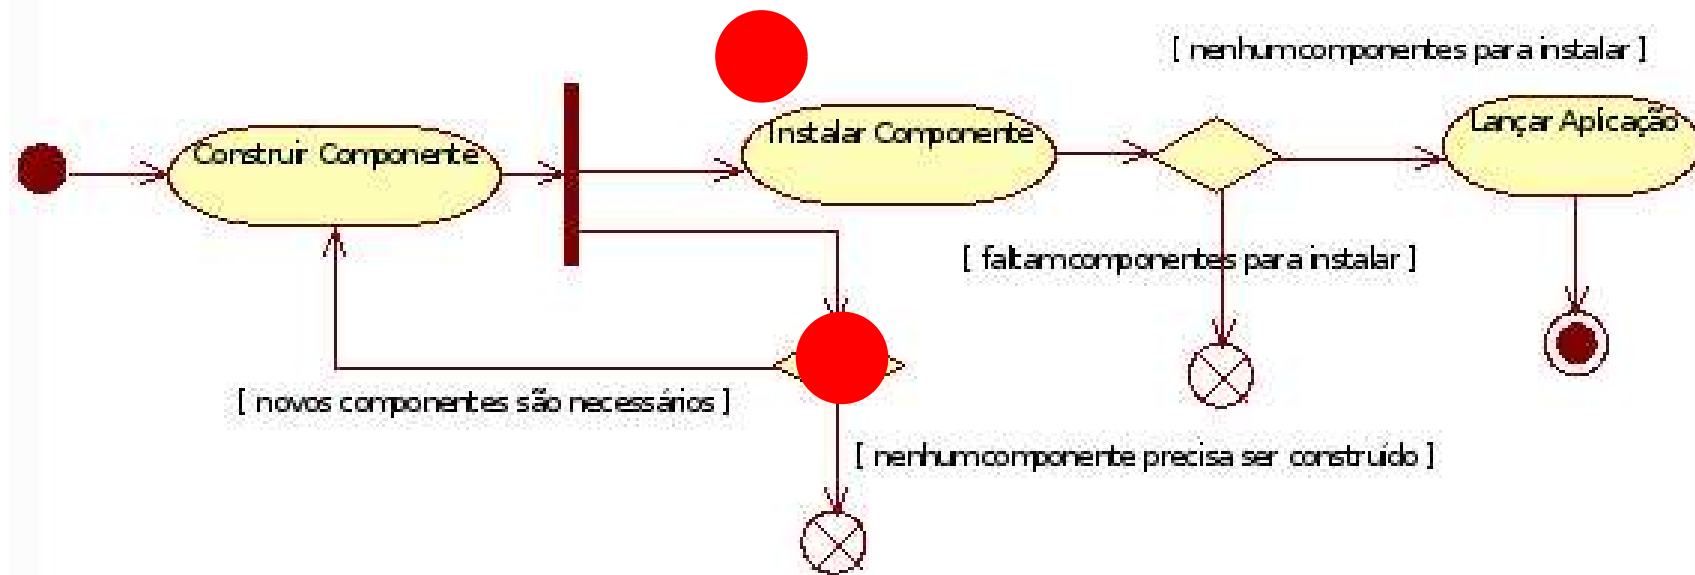 [ nenhum componentes para instalar ]
Construir Componente
Instalar Componente
Lançar Aplicação
[ faltam componentes para instalar ]
[ novos componentes são necessários ]
[ nenhum componente precisa ser construído ]